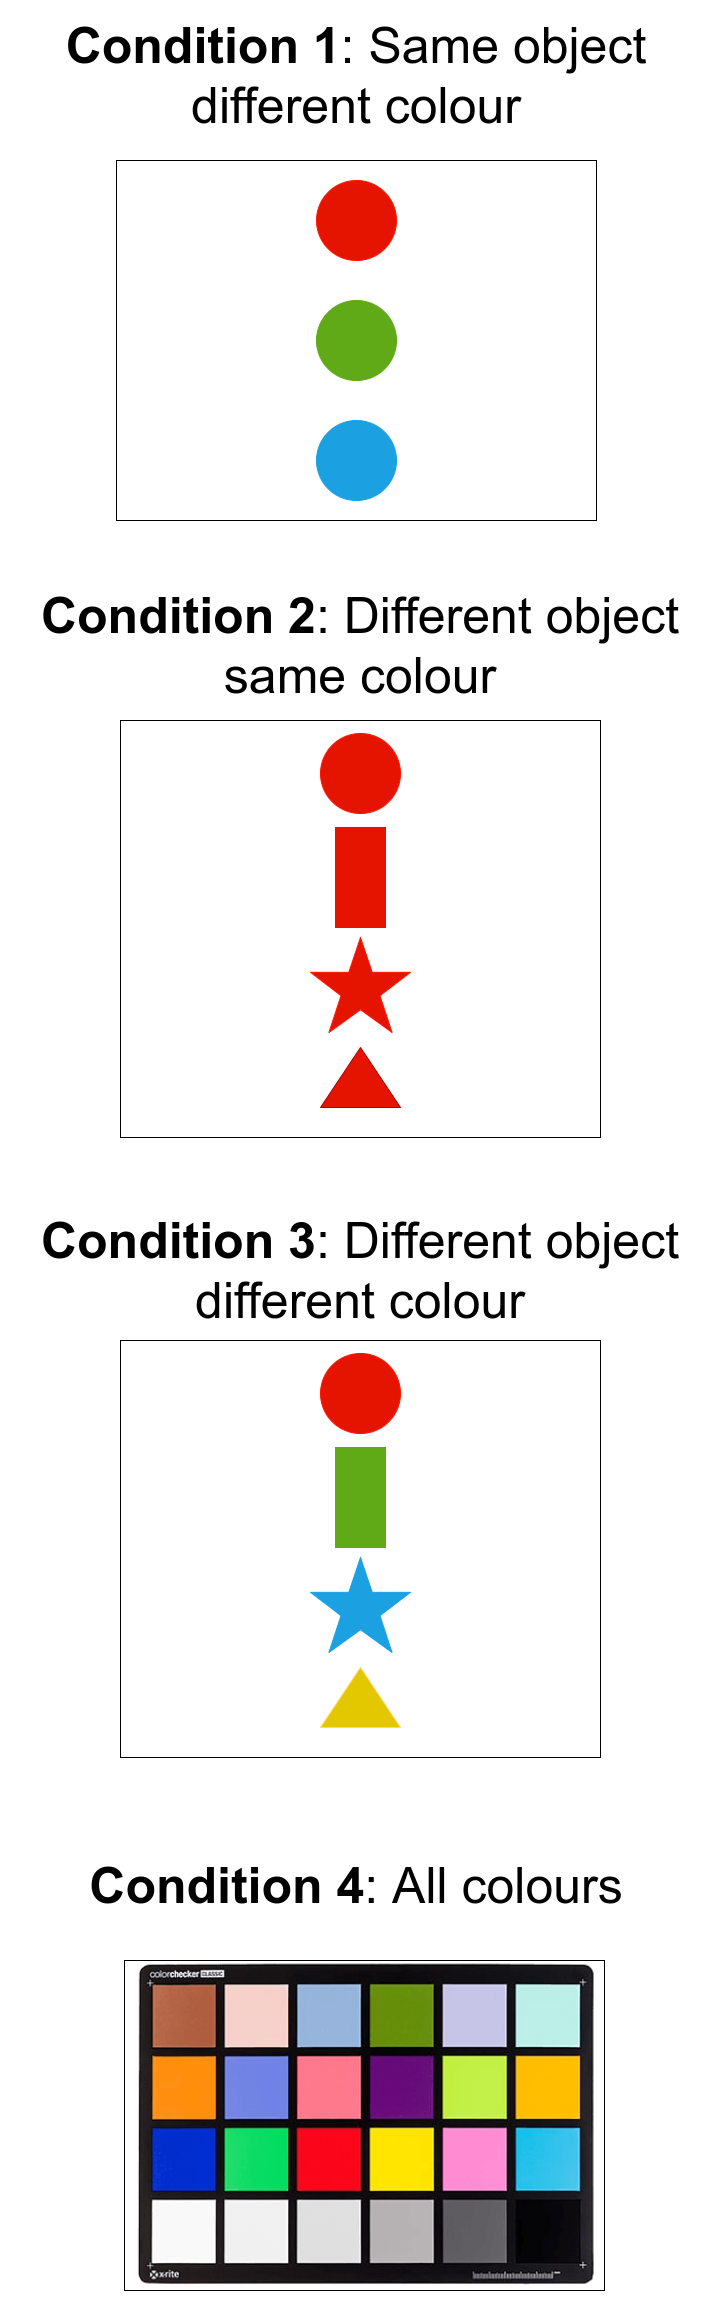 Condition 1: Same object
different colour
Condition 2: Different object
same colour
Condition 3: Different object
different colour
Condition 4: All colours
colorchecker CLASSIC
x-rite